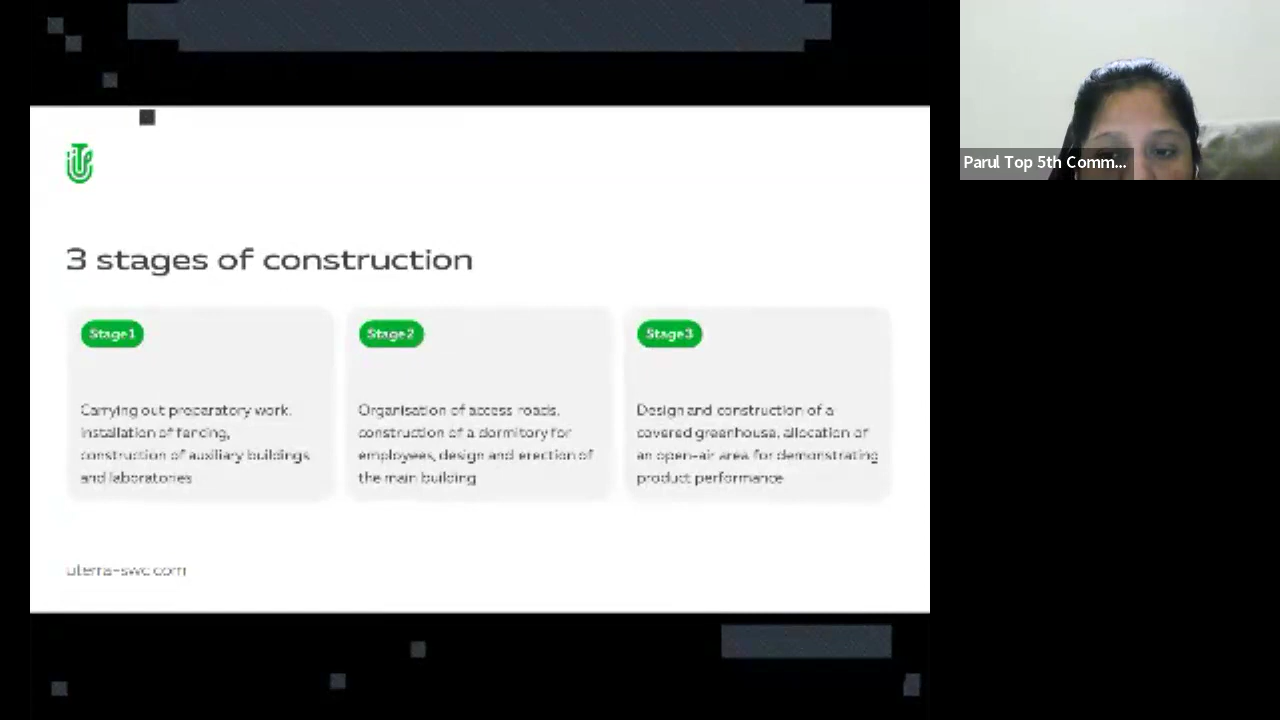 3 stages of construction
Stage1
Carrying out preparatory work,
installation of fencing,
construction of auxiliary buildings
and laboratories
Stage2
Organisation of access roads,
construction of a dormitory for
employees, design and erection of
the main building
Stage3
Design and construction of a
covered greenhouse, allocation of
an open-air area for demonstrating
product performance
uterra-swc.com
Parul Top 5th Comm...